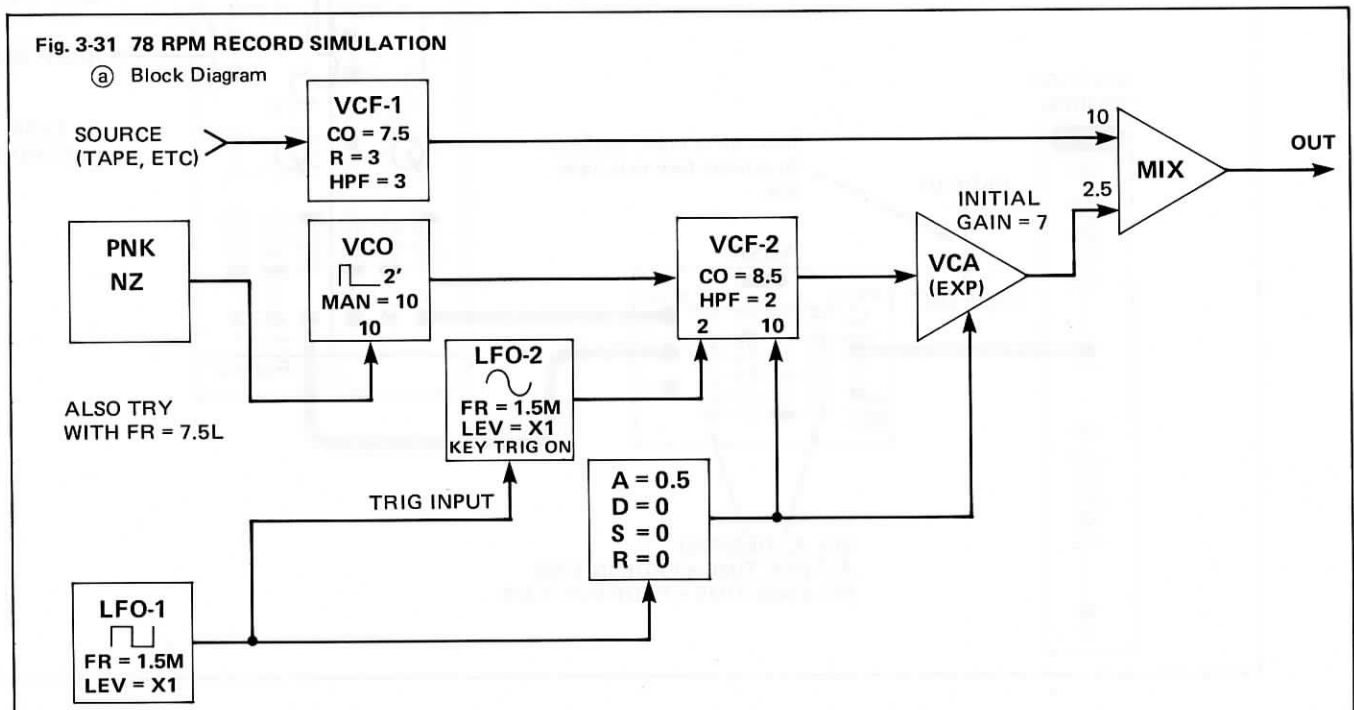 Fig. 3-31 78 RPM RECORD SIMULATION
ⓐ Block Diagram
SOURCE
(TAPE, ETC)
VCF-1
CO = 7.5
R = 3
HPF = 3
10
MIX
OUT
2.5
PNK
NZ
VCO
2'
MAN = 10
10
VCF-2
CO = 8.5
HPF = 2
2 10
INITIAL
GAIN = 7
VCA
(EXP)
LFO-2
FR = 1.5M
LEV = X1
KEY TRIG ON
ALSO TRY
WITH FR = 7.5L
TRIG INPUT
A = 0.5
D = 0
S = 0
R = 0
LFO-1
FR = 1.5M
LEV = X1